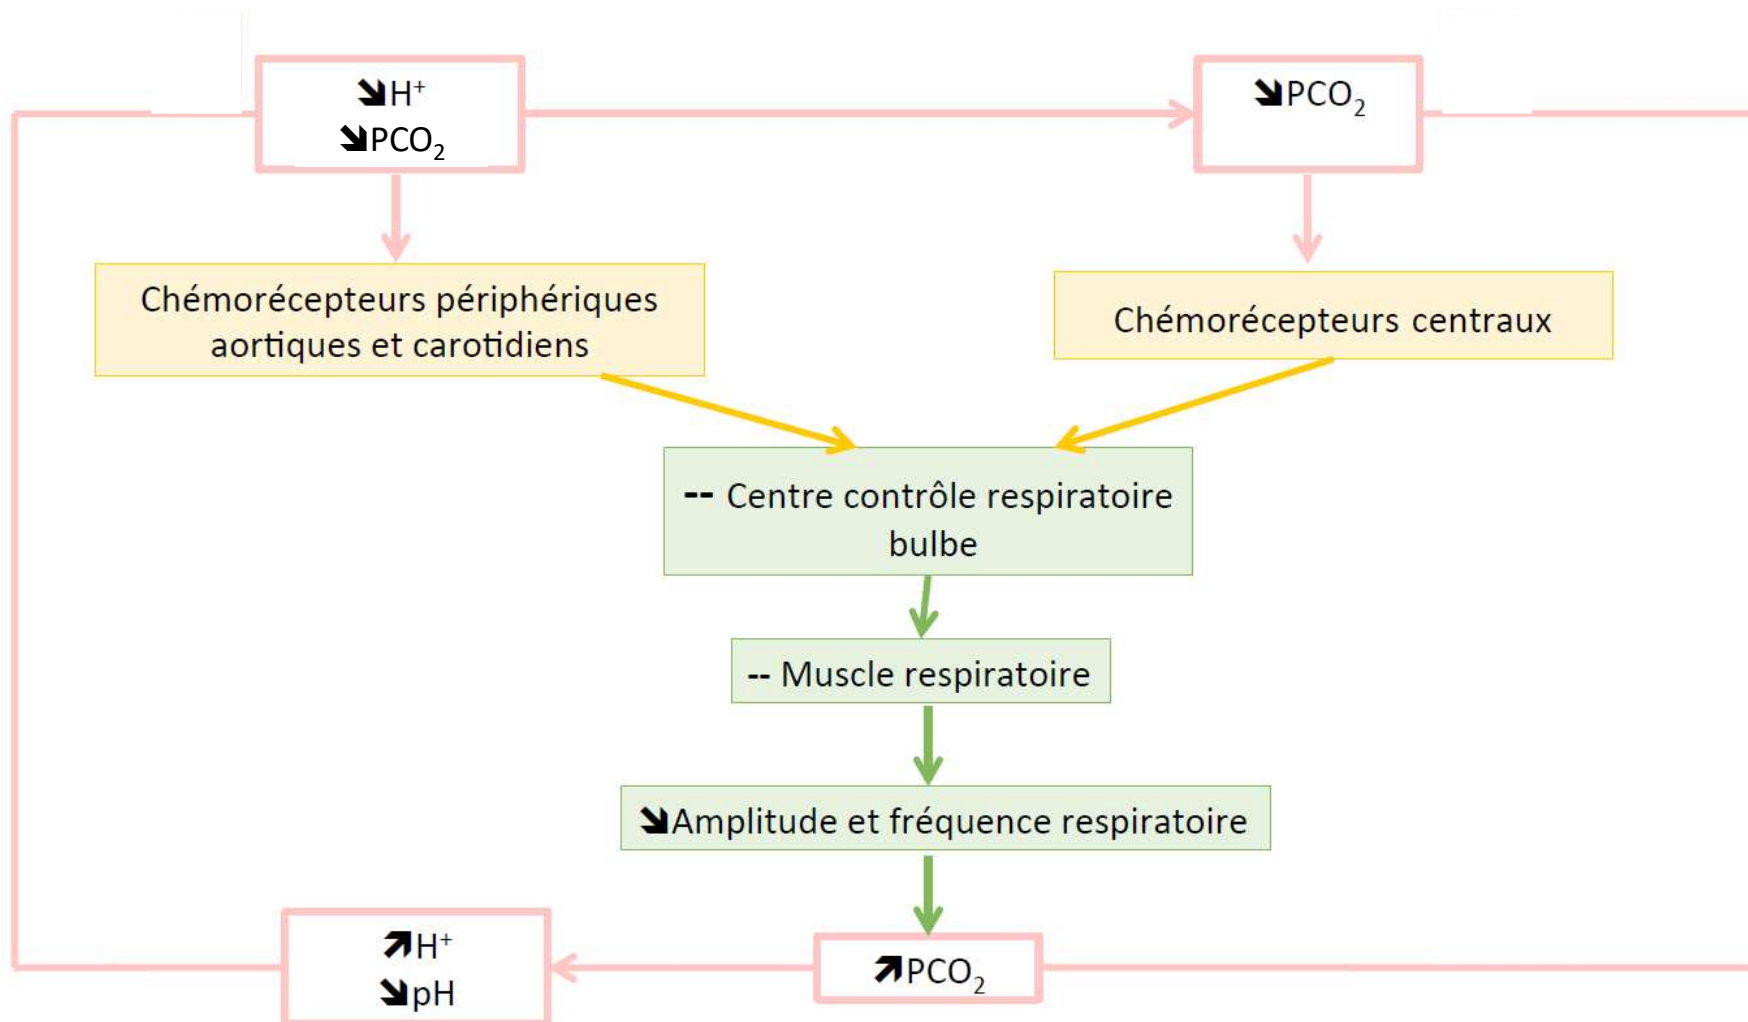 🡮H⁺
🡮PCO₂
🡮PCO₂
Chémorécepteurs périphériques
aortiques et carotidiens
Chémorécepteurs centraux
-- Centre contrôle respiratoire
bulbe
-- Muscle respiratoire
🡮Amplitude et fréquence respiratoire
🡭H⁺
🡮pH
🡭PCO₂